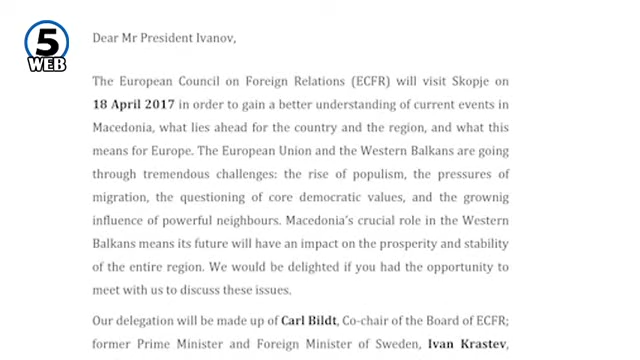 5
WEB
Dear Mr President Ivanov,
The European Council on Foreign Relations (ECFR) will visit Skopje on
18 April 2017 in order to gain a better understanding of current events in
Macedonia, what lies ahead for the country and the region, and what this
means for Europe. The European Union and the Western Balkans are going
through tremendous challenges: the rise of populism, the pressures of
migration, the questioning of core democratic values, and the grownig
influence of powerful neighbours. Macedonia's crucial role in the Western
Balkans means its future will have an impact on the prosperity and stability
of the entire region. We would be delighted if you had the opportunity to
meet with us to discuss these issues.
Our delegation will be made up of Carl Bildt, Co-chair of the Board of ECFR;
former Prime Minister and Foreign Minister of Sweden, Ivan Krastev,